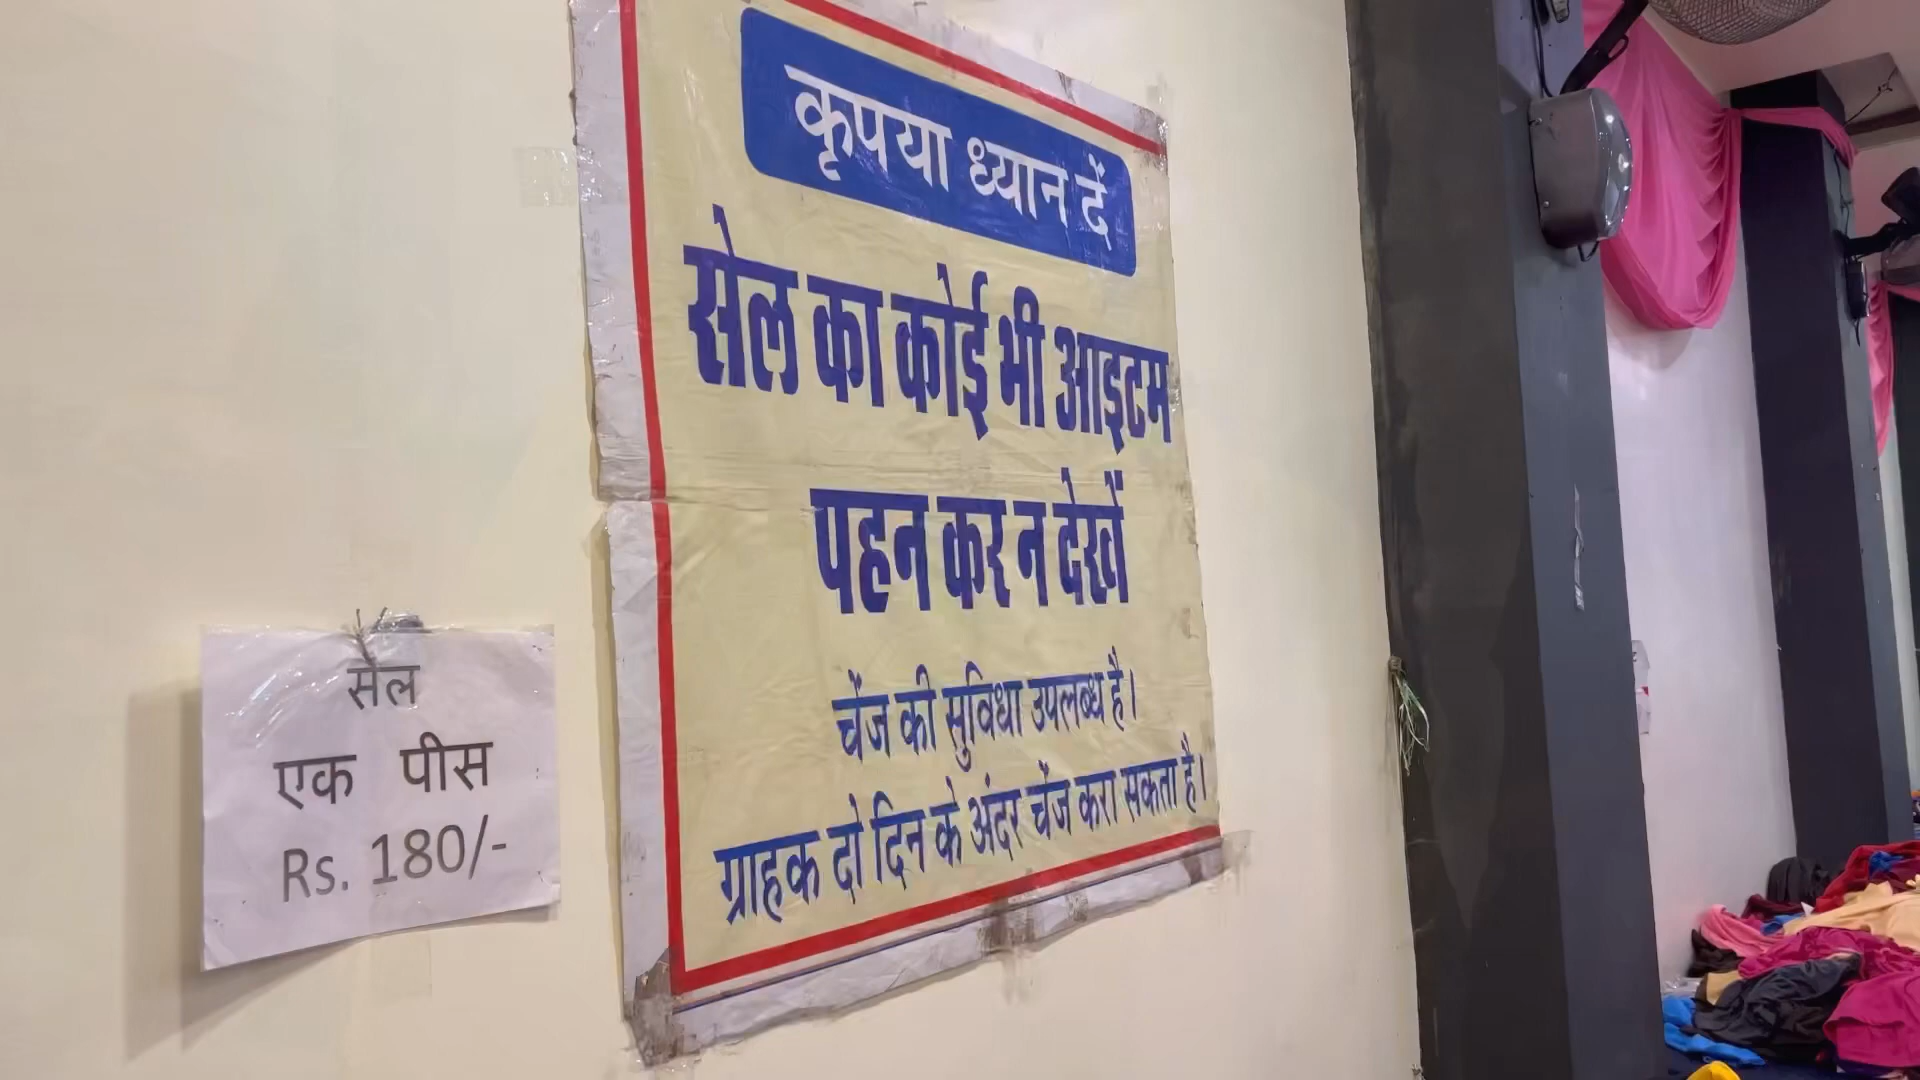 कृपया ध्यान दें
सेल का कोई भी आइटम
पहन कर न देखें
चेंज की सुविधा उपलब्ध है।
ग्राहक दो दिन के अंदर चेंज करा सकता है।
सेल
एक पीस
Rs. 180/-